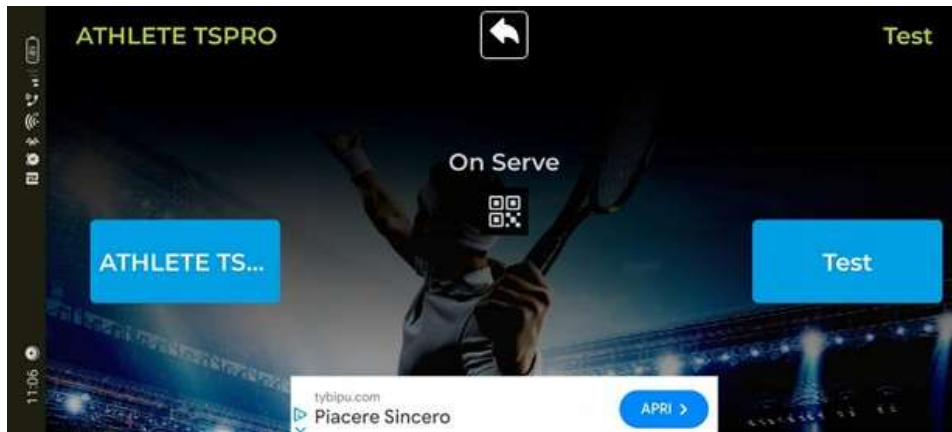 ATHLETE TSPRO
Test
On Serve
ATHLETE TS...
Test
tybipu.com
Piacere Sincero
APRI
11:06